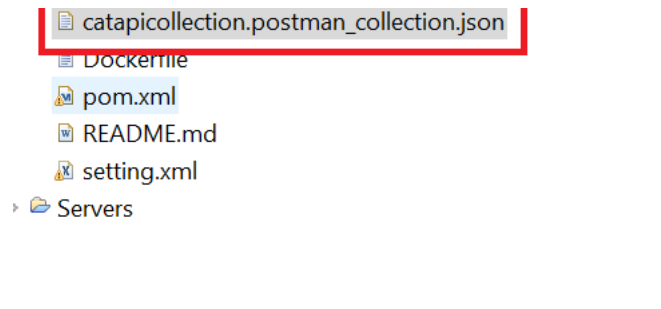 catapicollection.postman_collection.json
Dockerfile
pom.xml
README.md
setting.xml
Servers